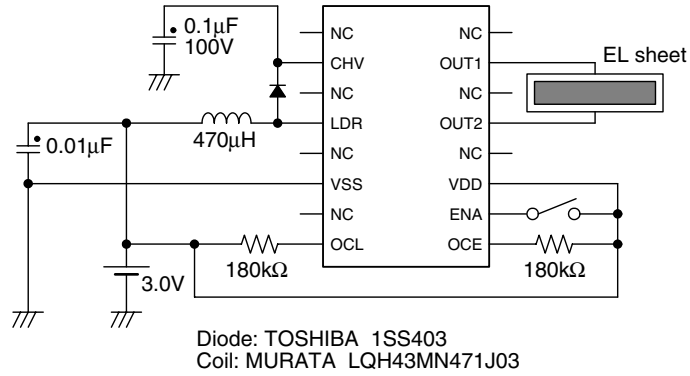 0.1μF
100V
NC
CHV
NC
LDR
NC
VSS
NC
OCL
NC
OUT1
NC
OUT2
NC
VDD
ENA
OCE
EL sheet
470μH
0.01μF
180kΩ
180kΩ
3.0V
Diode: TOSHIBA 1SS403
Coil: MURATA LQH43MN471J03